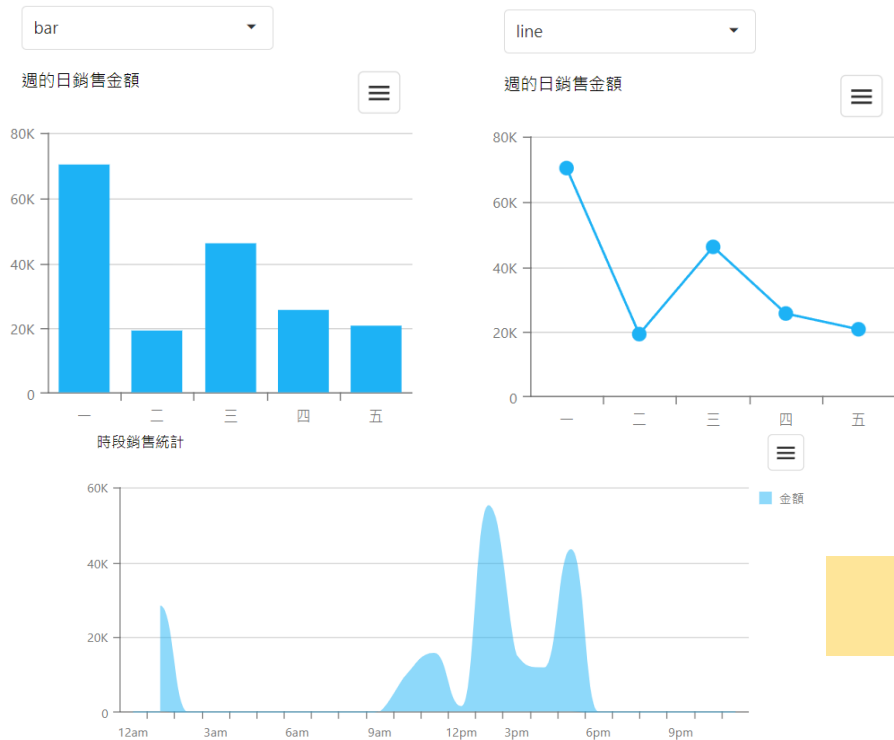 bar
週的日銷售金額
80K
60K
40K
20K
0
一 二 三 四 五
line
週的日銷售金額
80K
60K
40K
20K
0
一 二 三 四 五
時段銷售統計
金額
60K
40K
20K
0
12am 3am 6am 9am 12pm 3pm 6pm 9pm